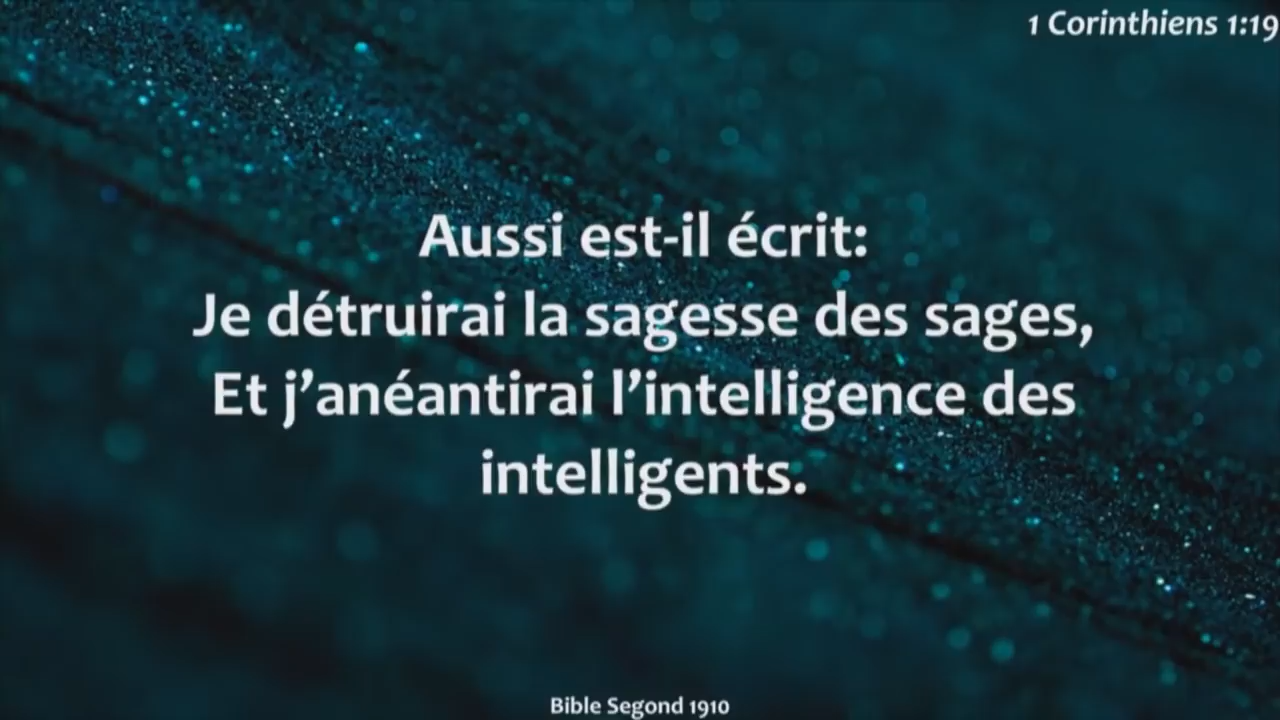 1 Corinthiens 1:19
Aussi est-il écrit:
Je détruirai la sagesse des sages,
Et j’anéantirai l’intelligence des
intelligents.
Bible Segond 1910